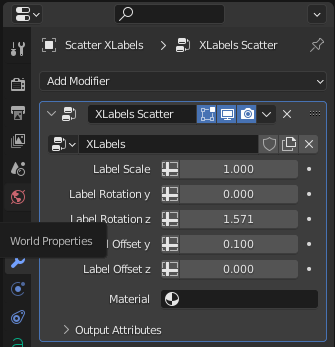 Scatter XLabels XLabels Scatter
Add Modifier
XLabels Scatter
XLabels
Label Scale 1.000
Label Rotation y 0.000
Label Rotation z 1.571
World Properties
Offset y 0.100
Label Offset z 0.000
Material
Output Attributes